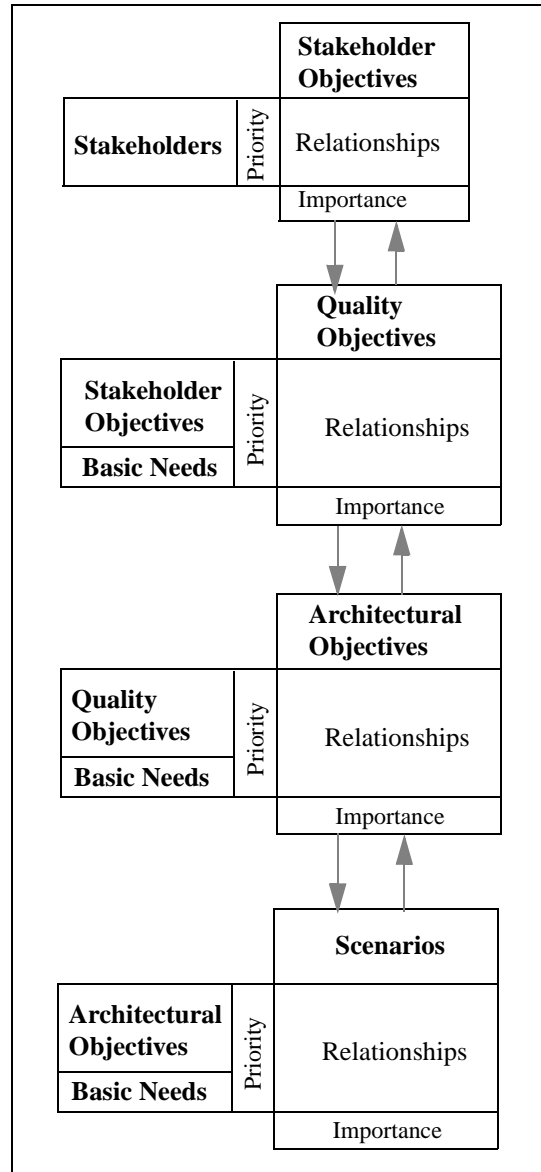 Stakeholder
Objectives
Stakeholders
Priority
Relationships
Importance
Quality
Objectives
Stakeholder
Objectives
Basic Needs
Priority
Relationships
Importance
Architectural
Objectives
Quality
Objectives
Basic Needs
Priority
Relationships
Importance
Scenarios
Architectural
Objectives
Basic Needs
Priority
Relationships
Importance